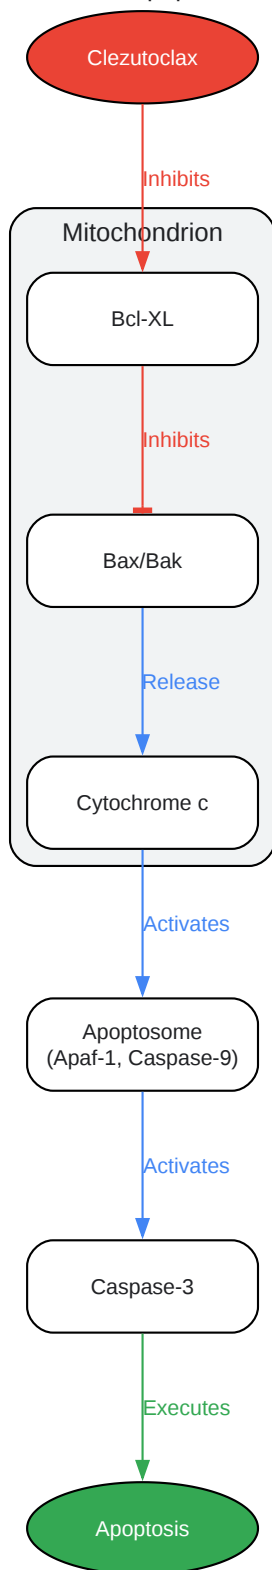 Clezutoclax
Inhibits
Mitochondrion
Bcl-XL
Inhibits
Bax/Bak
Release
Cytochrome c
Activates
Apoptosome
(Apaf-1, Caspase-9)
Activates
Caspase-3
Executes
Apoptosis